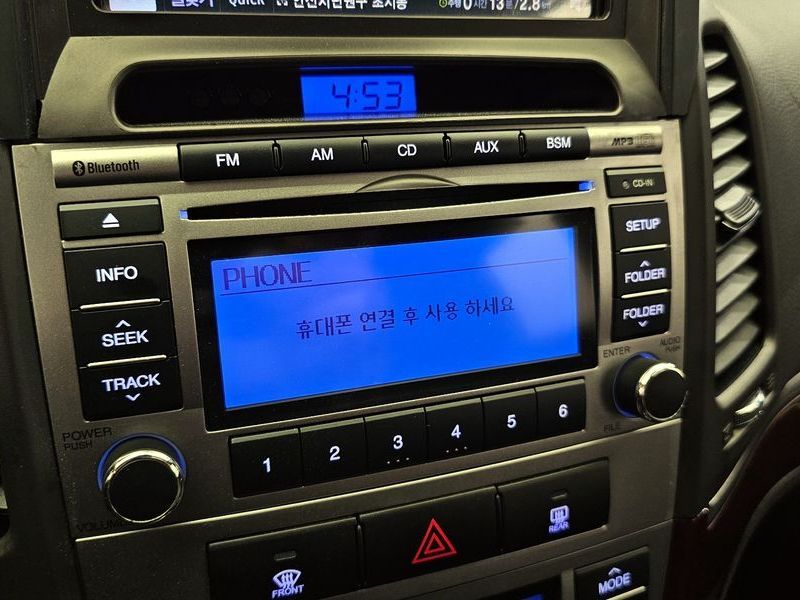 Quick
4:53
Bluetooth
FM
AM
CD
AUX
BSM
MP3
CD-IN
INFO
SEEK
TRACK
PHONE
휴대폰 연결 후 사용 하세요
SETUP
FOLDER
FOLDER
ENTER
AUDIO
PUSH
FILE
POWER
PUSH
VOLUME
1
2
3
4
5
6
FRONT
REAR
MODE